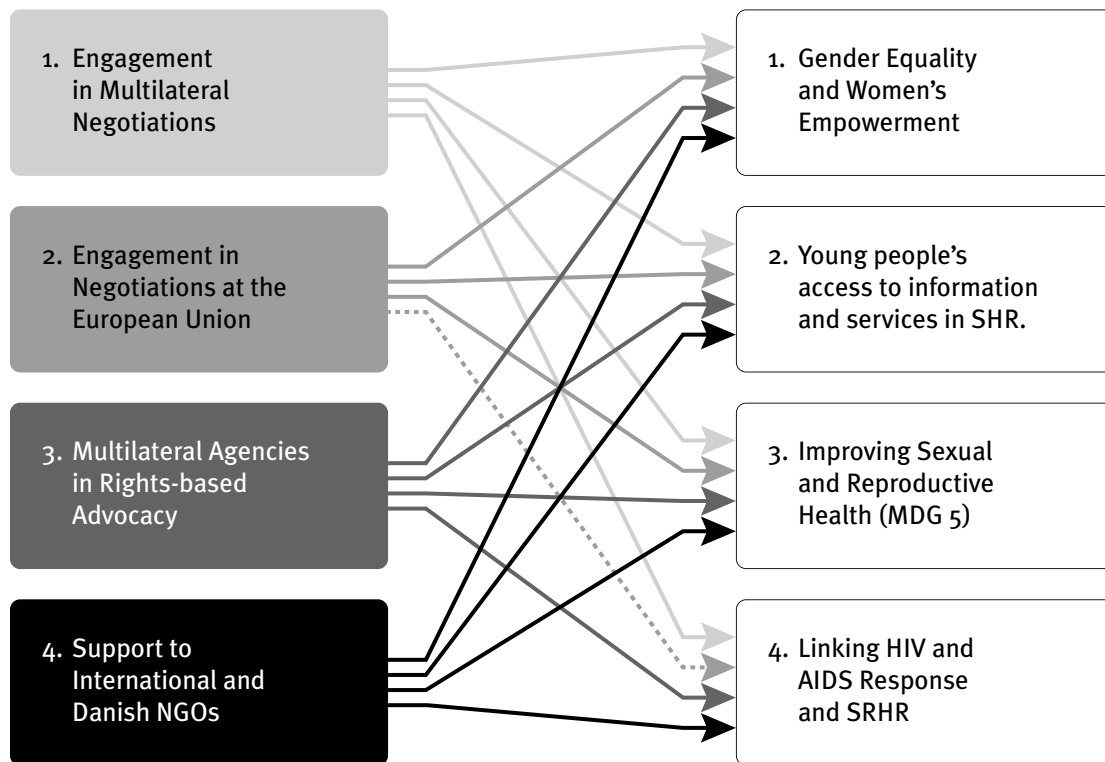 1. Engagement
in Multilateral
Negotiations
2. Engagement in
Negotiations at the
European Union
3. Multilateral Agencies
in Rights-based
Advocacy
4. Support to
International and
Danish NGOs
1. Gender Equality
and Women’s
Empowerment
2. Young people’s
access to information
and services in SHR.
3. Improving Sexual
and Reproductive
Health (MDG 5)
4. Linking HIV and
AIDS Response
and SRHR